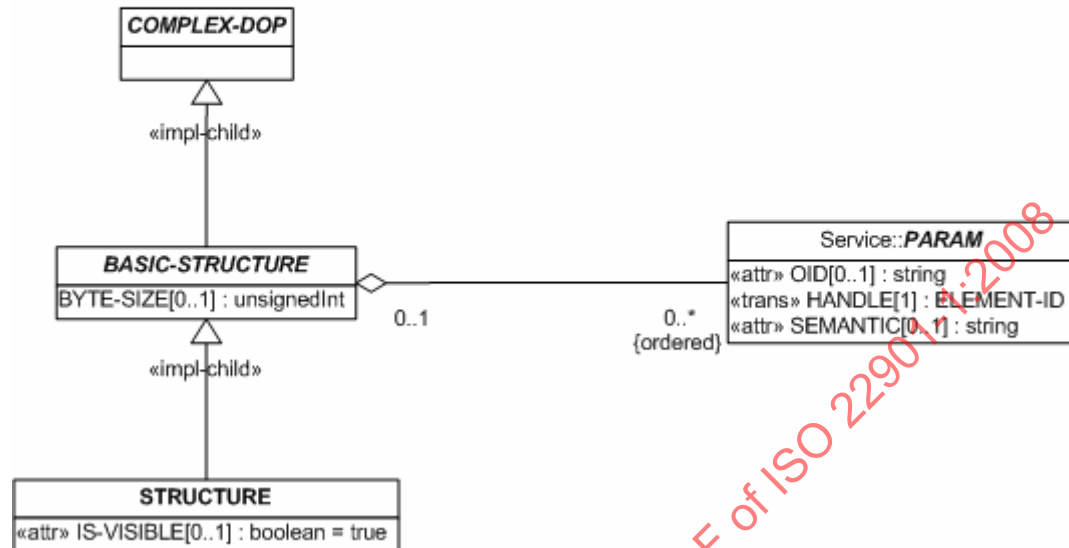 COMPLEX-DOP
«impl-child»
BASIC-STRUCTURE
BYTE-SIZE[0..1] : unsignedInt
0..1
0..*
{ordered}
Service::PARAM
«attr» OID[0..1] : string
«trans» HANDLE[1] : ELEMENT-ID
«attr» SEMANTIC[0..1] : string
«impl-child»
STRUCTURE
«attr» IS-VISIBLE[0..1] : boolean = true
of ISO 22901-1:2008